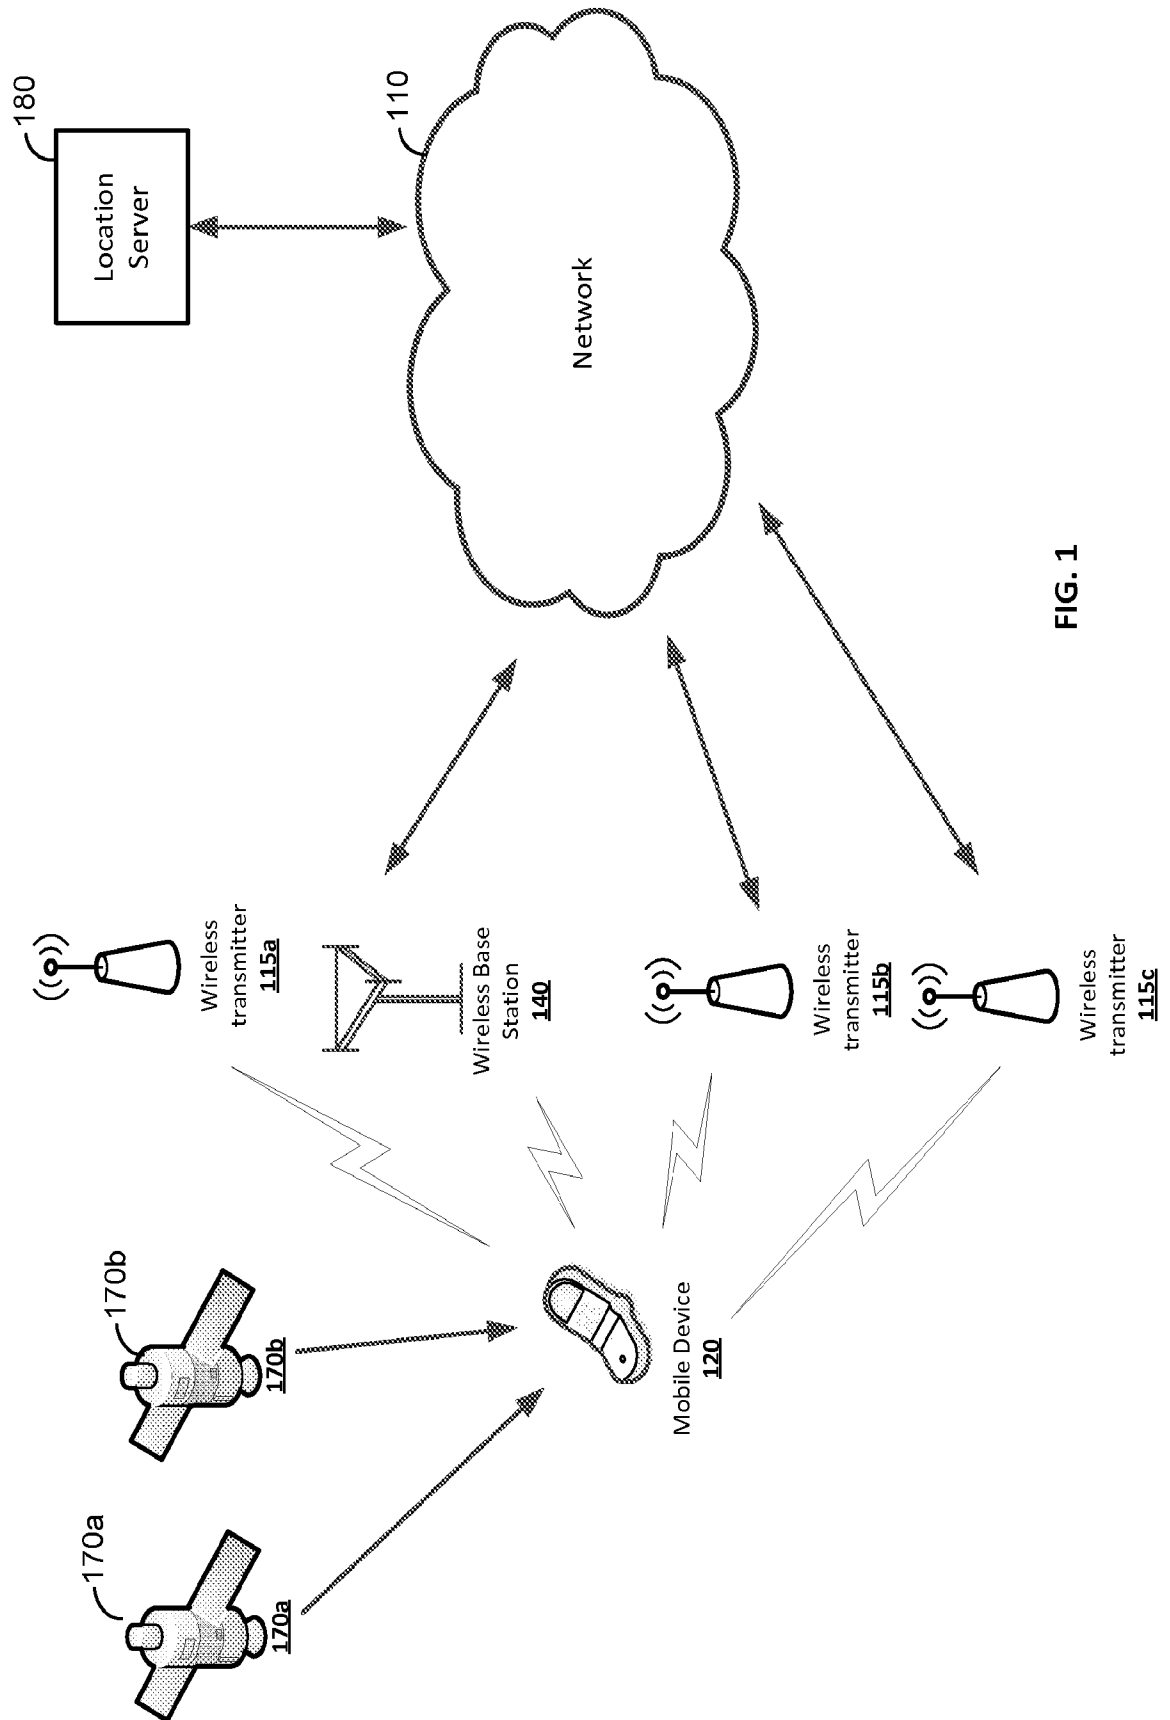 170a
170a
170b
170b
Mobile Device
120
Wireless
transmitter
115a
Wireless Base
Station
140
Wireless
transmitter
115b
Wireless
transmitter
115c
Network
110
Location
Server
180
FIG. 1